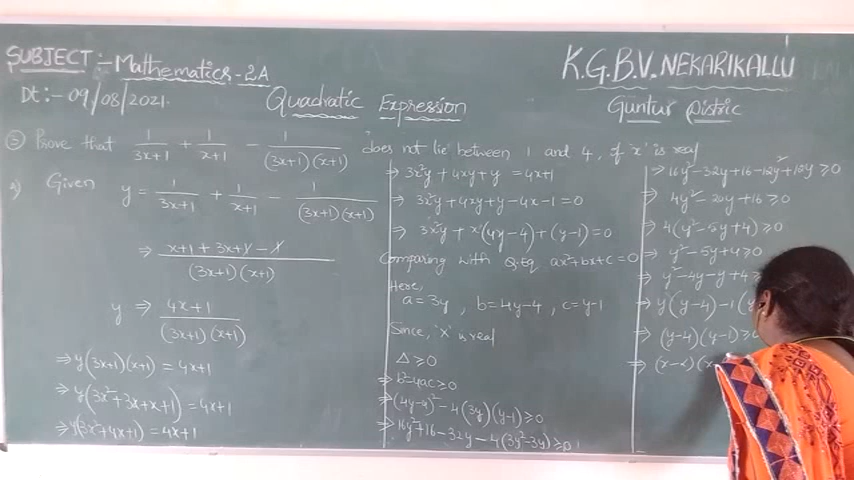 SUBJECT :- Mathematics - 2A
K.G.B.V. NEKARIKALLU
Dt:- 09/08/2021.
Quadratic Expression
Guntur Distric
Prove that 1/(3x+1) + 1/(x+1) - 1/((3x+1)(x+1)) does not lie between 1 and 4, if 'x' is real
Given y = 1/(3x+1) + 1/(x+1) - 1/((3x+1)(x+1))
⇒ (x+1+3x+1-1)/((3x+1)(x+1))
y ⇒ (4x+1)/((3x+1)(x+1))
⇒ y(3x+1)(x+1) = 4x+1
⇒ y(3x²+3x+x+1) = 4x+1
⇒ y(3x²+4x+1) = 4x+1
⇒ 3x²y + 4xy + y = 4x+1
⇒ 3x²y + 4xy + y - 4x - 1 = 0
⇒ 3x²y + x(4y-4) + (y-1) = 0
Comparing with Q.Eq ax²+bx+c = 0
Here,
a = 3y, b = 4y-4, c = y-1
Since, 'x' is real
Δ ≥ 0
⇒ b²-4ac ≥ 0
⇒ (4y-4)² - 4(3y)(y-1) ≥ 0
⇒ 16y²+16-32y-4(3y²-3y) ≥ 0
⇒ 16y²-32y+16-12y²+12y ≥ 0
⇒ 4y²-20y+16 ≥ 0
⇒ 4(y²-5y+4) ≥ 0
⇒ y²-5y+4 ≥ 0
⇒ y²-4y-y+4 ≥
⇒ y(y-4)-1(y
⇒ (y-4)(y-1) ≥
⇒ (x-α)(x-